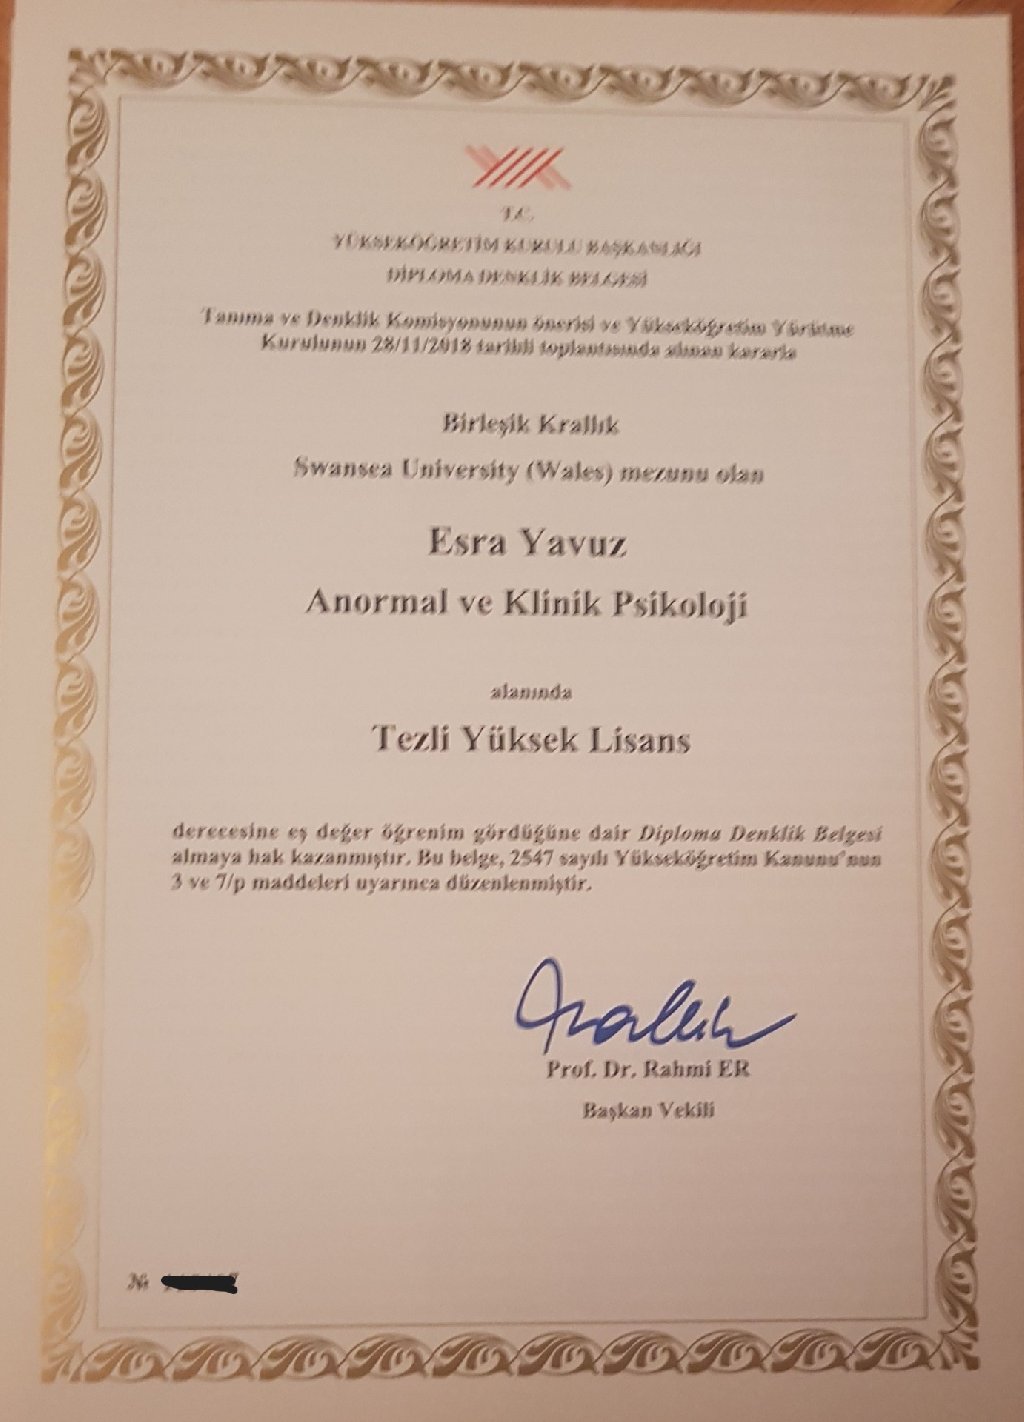 T.C.
YÜKSEKÖĞRETİM KURULU BAŞKANLIĞI
DİPLOMA DENKLİK BELGESİ
Tanıma ve Denklik Komisyonunun önerisi ve Yükseköğretim Yürütme
Kurulunun 28/11/2018 tarihli toplantısında alınan kararla
Birleşik Krallık
Swansea University (Wales) mezunu olan
Esra Yavuz
Anormal ve Klinik Psikoloji
alanında
Tezli Yüksek Lisans
derecesine eş değer öğrenim gördüğüne dair Diploma Denklik Belgesi
almaya hak kazanmıştır. Bu belge, 2547 sayılı Yükseköğretim Kanunu'nun
3 ve 7/p maddeleri uyarınca düzenlenmiştir.
Prof. Dr. Rahmi ER
Başkan Vekili
№